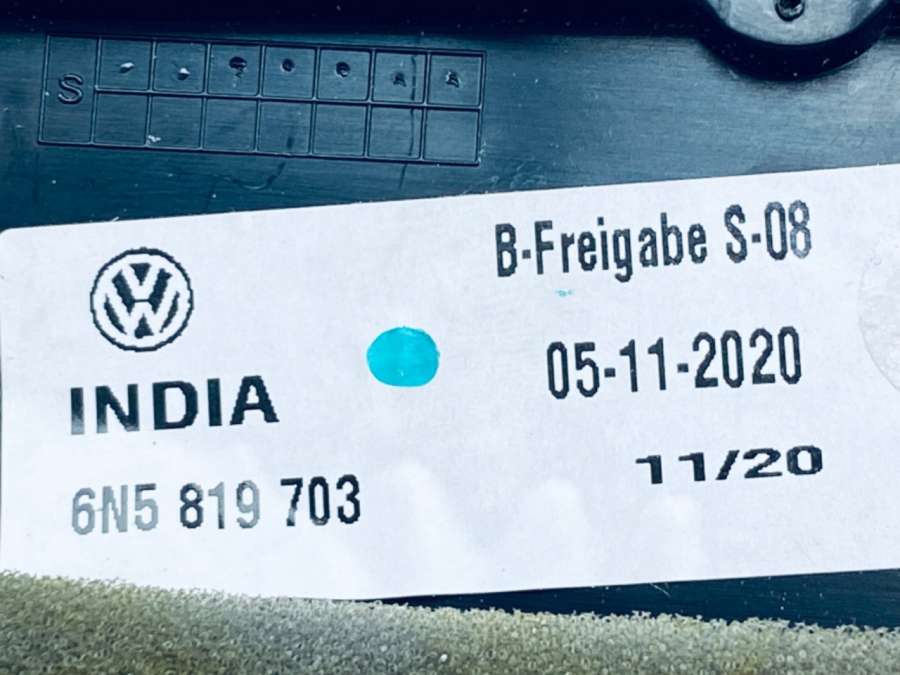 S
B-Freigabe S-08
05-11-2020
INDIA
11/20
6N5 819 703